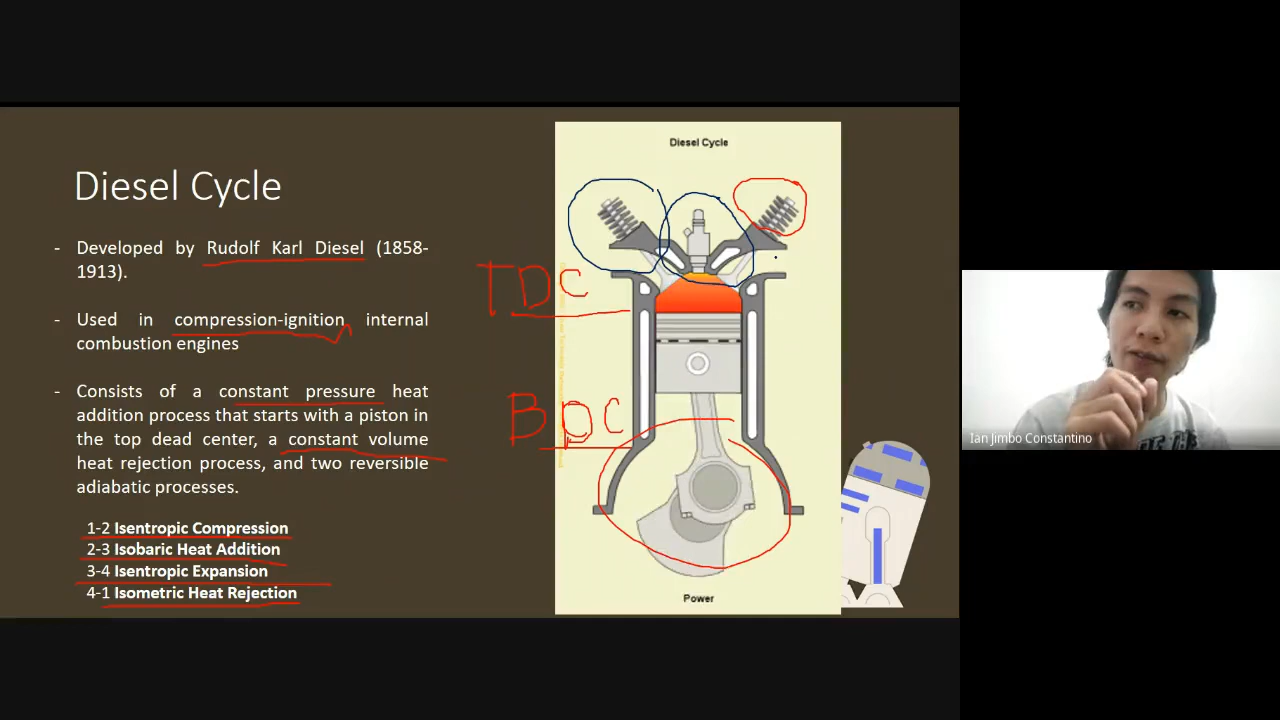 Diesel Cycle
- Developed by Rudolf Karl Diesel (1858-
1913).
- Used in compression-ignition internal
combustion engines
- Consists of a constant pressure heat
addition process that starts with a piston in
the top dead center, a constant volume
heat rejection process, and two reversible
adiabatic processes.
1-2 Isentropic Compression
2-3 Isobaric Heat Addition
3-4 Isentropic Expansion
4-1 Isometric Heat Rejection
Diesel Cycle
TDC
BDC
Power
Ian Jimbo Constantino